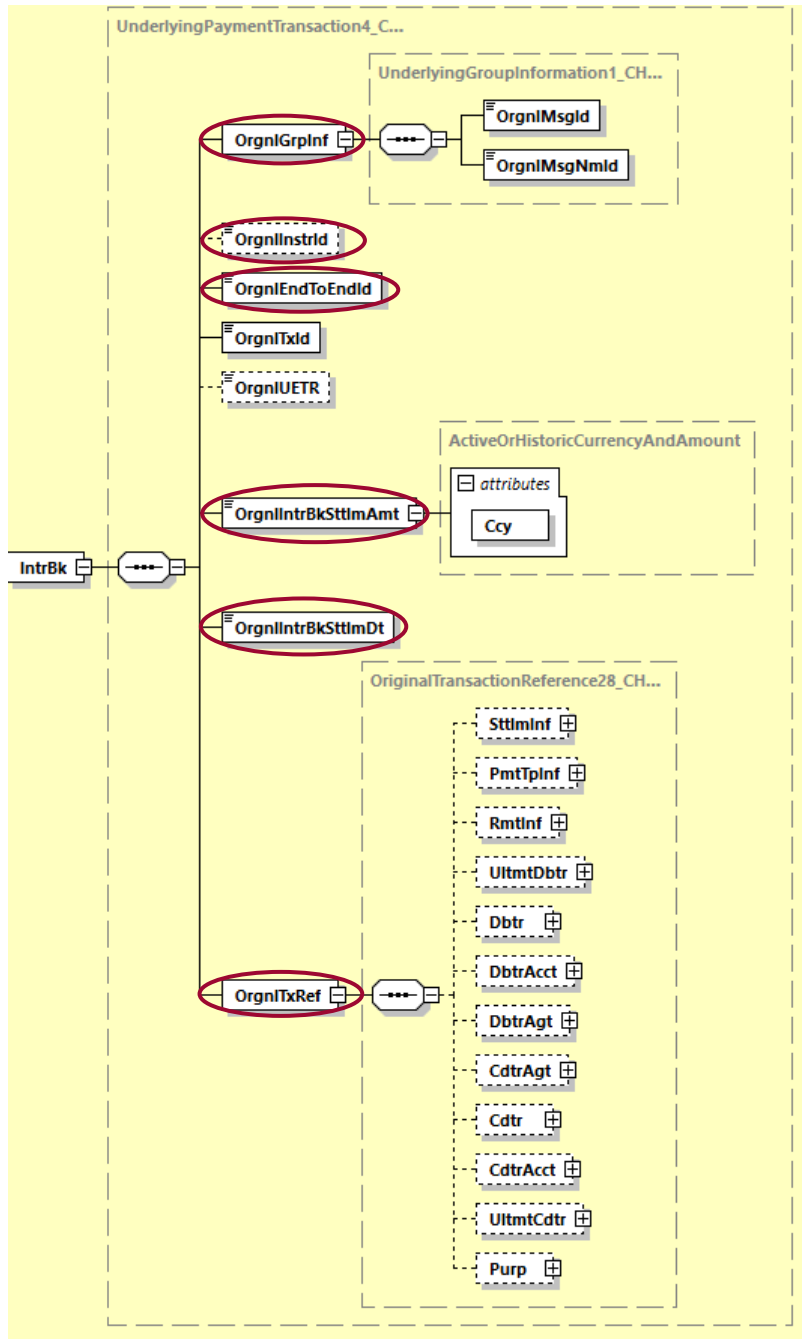 UnderlyingPaymentTransaction4_C...
UnderlyingGroupInformation1_CH...
OrgnlGrpInf
OrgnlMsgId
OrgnlMsgNmId
OrgnlInstrId
OrgnlEndToEndId
OrgnlTxId
OrgnlUETR
ActiveOrHistoricCurrencyAndAmount
attributes
OrgnlIntrBkSttlmAmt
Ccy
IntrBk
OrgnlIntrBkSttlmDt
OriginalTransactionReference28_CH...
SttlmInf
PmtTpInf
RmtInf
UltmtDbtr
Dbtr
DbtrAcct
OrgnlTxRef
DbtrAgt
CdtrAgt
Cdtr
CdtrAcct
UltmtCdtr
Purp